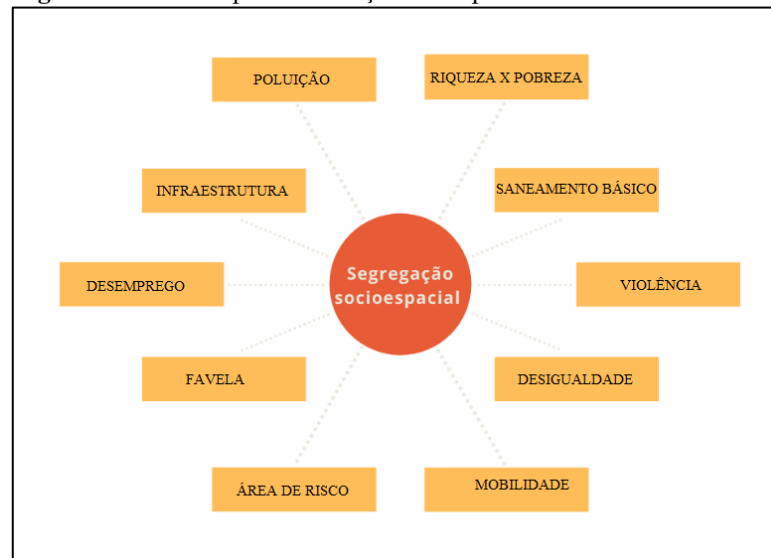 POLUIÇÃO
RIQUEZA X POBREZA
INFRAESTRUTURA
SANEAMENTO BÁSICO
Segregação
socioespacial
DESEMPREGO
VIOLÊNCIA
FAVELA
DESIGUALDADE
ÁREA DE RISCO
MOBILIDADE